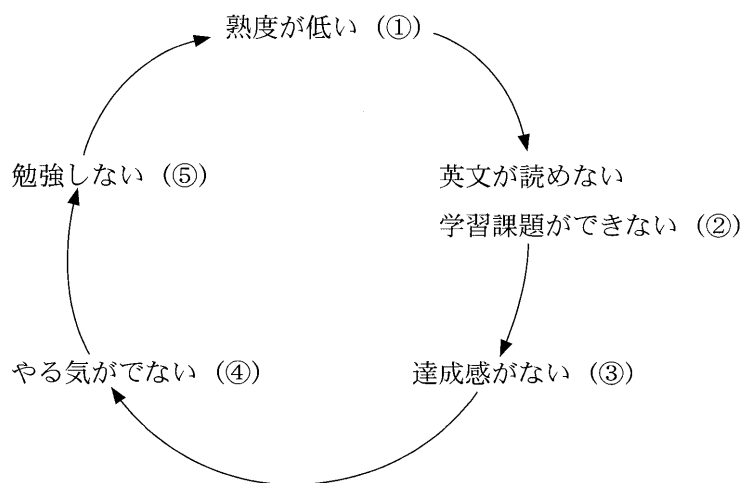 熟度が低い (①)
英文が読めない
学習課題ができない (②)
達成感がない (③)
やる気がでない (④)
勉強しない (⑤)